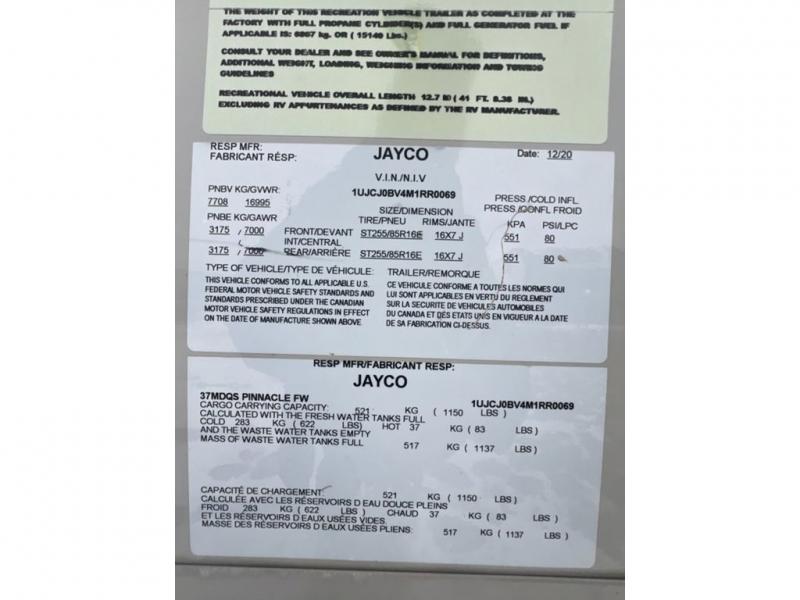 THE WEIGHT OF THIS RECREATION VEHICLE TRAILER AS COMPLETED AT THE
FACTORY WITH FULL PROPANE CYLINDER(S) AND FULL GENERATOR FUEL IF
APPLICABLE IS: 6867 kg. OR ( 15140 Lbs.)
CONSULT YOUR DEALER AND SEE OWNER'S MANUAL FOR DEFINITIONS,
ADDITIONAL WEIGHT, LOADING, WEIGHING INFORMATION AND TOWING
GUIDELINES
RECREATIONAL VEHICLE OVERALL LENGTH 12.7 M ( 41 FT. 8.38 IN.)
EXCLUDING RV APPURTENANCES AS DEFINED BY THE RV MANUFACTURER.
RESP MFR:
FABRICANT RÉSP: JAYCO Date: 12/20
V.I.N./N.I.V
PNBV KG/GVWR: 1UJCJ0BV4M1RR0069
7708 16995 SIZE/DIMENSION PRESS /COLD INFL
PNBE KG/GAWR TIRE/PNEU RIMS/JANTE PRESS /GONFL FROID
KPA PSI/LPC
3175 / 7000 FRONT/DEVANT ST255/85R16E 16X7 J 551 80
INT/CENTRAL
3175 / 7000 REAR/ARRIÈRE ST255/85R16E 16X7 J 551 80
TYPE OF VEHICLE/TYPE DE VÉHICULE: TRAILER/REMORQUE
THIS VEHICLE CONFORMS TO ALL APPLICABLE U.S.
FEDERAL MOTOR VEHICLE SAFETY STANDARDS AND
STANDARDS PRESCRIBED UNDER THE CANADIAN
MOTOR VEHICLE SAFETY REGULATIONS IN EFFECT
ON THE DATE OF MANUFACTURE SHOWN ABOVE
CE VÉHICULE CONFORME A TOUTES LES NORMES QUI
LUI SONT APPLICABLES EN VERTU DU REGLEMENT
SUR LA SECURITE DE VEHICULES AUTOMOBILES
DU CANADA ET DES ETATS UNIS EN VIGUEUR A LA DATE
DE SA FABRICATION CI-DESSUS.
RESP MFR/FABRICANT RESP:
JAYCO
37MDQS PINNACLE FW 1UJCJ0BV4M1RR0069
CARGO CARRYING CAPACITY: 521 KG ( 1150 LBS )
CALCULATED WITH THE FRESH WATER TANKS FULL
COLD 283 KG ( 622 LBS) HOT 37 KG ( 83 LBS )
AND THE WASTE WATER TANKS EMPTY
MASS OF WASTE WATER TANKS FULL 517 KG ( 1137 LBS )
CAPACITÉ DE CHARGEMENT: 521 KG ( 1150 LBS )
CALCULÉE AVEC LES RÉSERVOIRS D EAU DOUCE PLEINS
FROID 283 KG ( 622 LBS) CHAUD 37 KG ( 83 LBS )
ET LES RÉSERVOIRS D EAUX USÉES VIDES.
MASSE DES RÉSERVOIRS D EAUX USÉES PLIENS: 517 KG ( 1137 LBS )